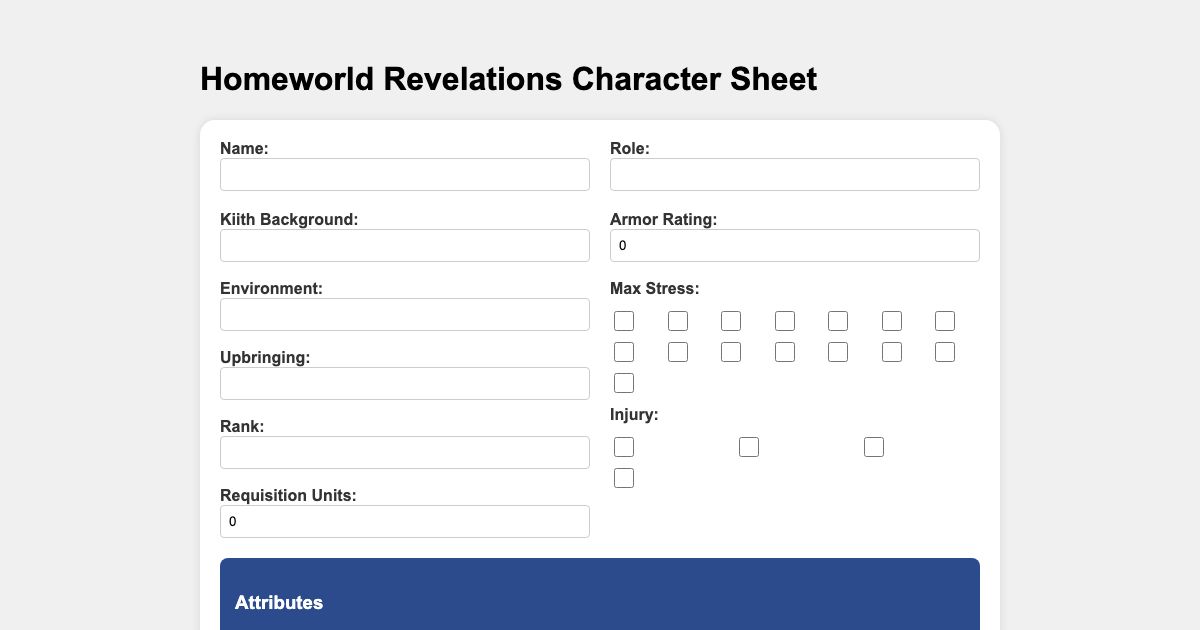 Homeworld Revelations Character Sheet
Name:
Role:
Kiith Background:
Armor Rating:
0
Environment:
Max Stress:
Upbringing:
Injury:
Rank:
Requisition Units:
0
Attributes